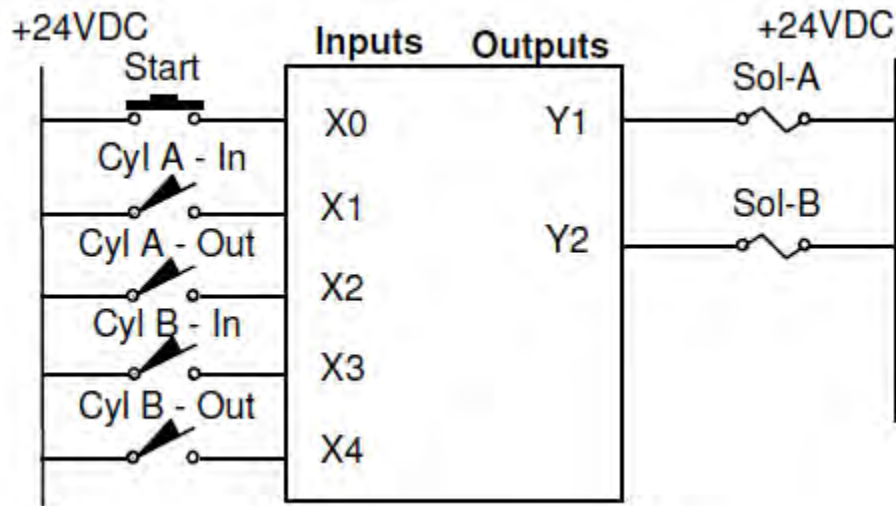 +24VDC
Inputs
Outputs
+24VDC
Start
Sol-A
X0
Y1
Cyl A - In
X1
Sol-B
Y2
Cyl A - Out
X2
Cyl B - In
X3
Cyl B - Out
X4